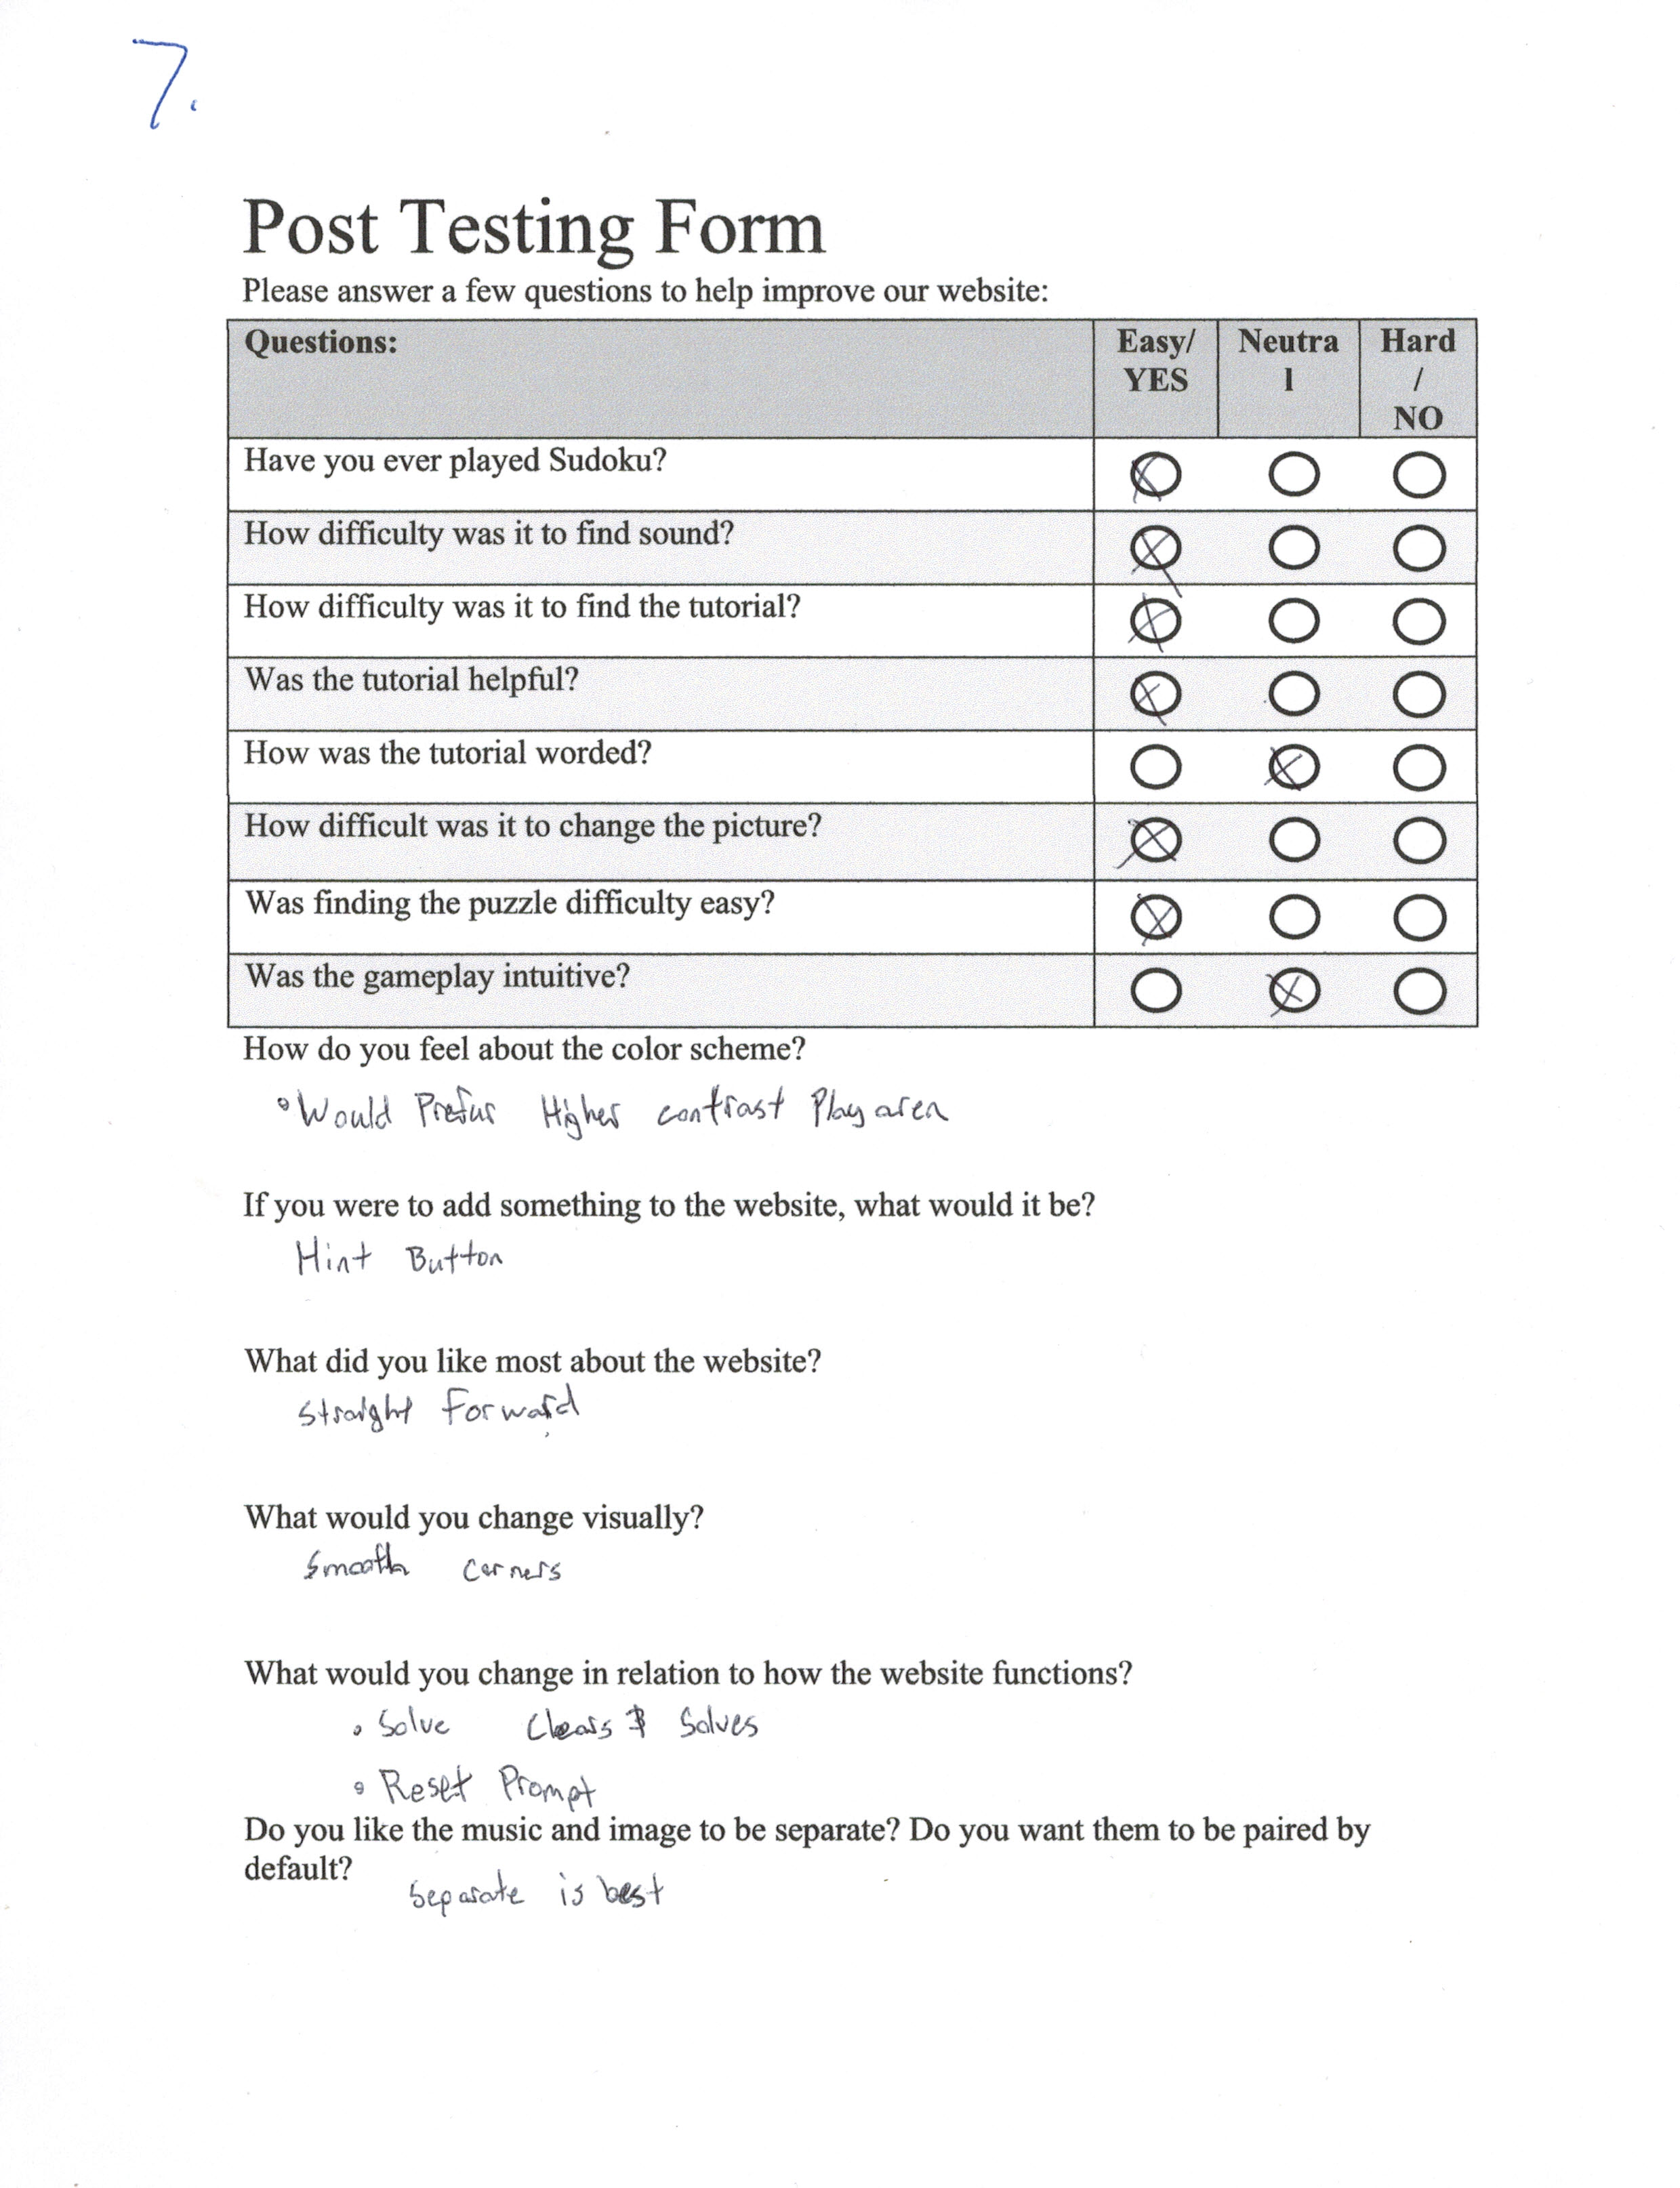 7.
Post Testing Form
Please answer a few questions to help improve our website:
Questions: Easy/ Neutra Hard
YES l /
NO
Have you ever played Sudoku?
How difficulty was it to find sound?
How difficulty was it to find the tutorial?
Was the tutorial helpful?
How was the tutorial worded?
How difficult was it to change the picture?
Was finding the puzzle difficulty easy?
Was the gameplay intuitive?
How do you feel about the color scheme?
Would Prefur Higher contrast Play area
If you were to add something to the website, what would it be?
Hint Button
What did you like most about the website?
Straight Forward
What would you change visually?
Smooth Corners
What would you change in relation to how the website functions?
• Solve Clears & Solves
• Reset Prompt
Do you like the music and image to be separate? Do you want them to be paired by
default?
Separate is best